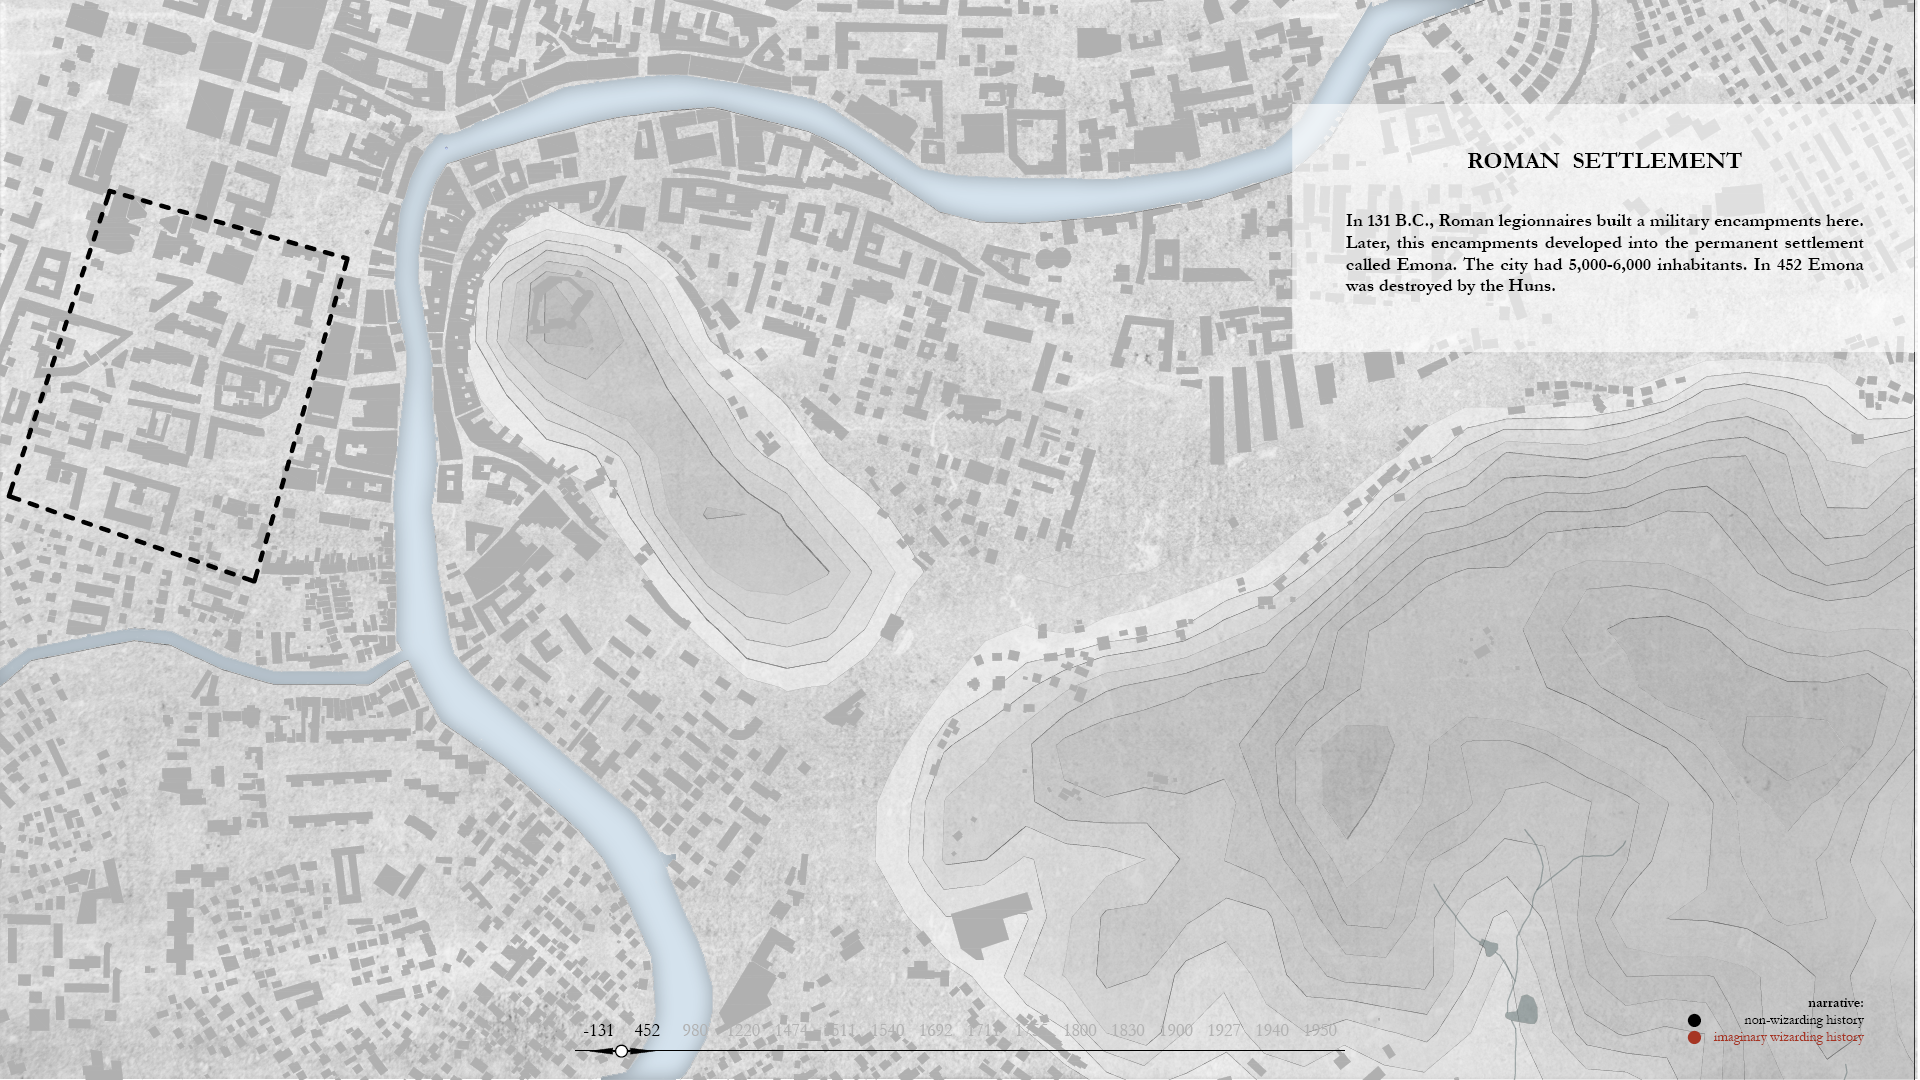 ROMAN SETTLEMENT
In 131 B.C., Roman legionnaires built a military encampments here.
Later, this encampments developed into the permanent settlement
called Emona. The city had 5,000-6,000 inhabitants. In 452 Emona
was destroyed by the Huns.
narrative:
non-wizarding history
imaginary wizarding history
-131 452 980 1220 1474 1511 1540 1692 1800 1830 1900 1927 1940 1950